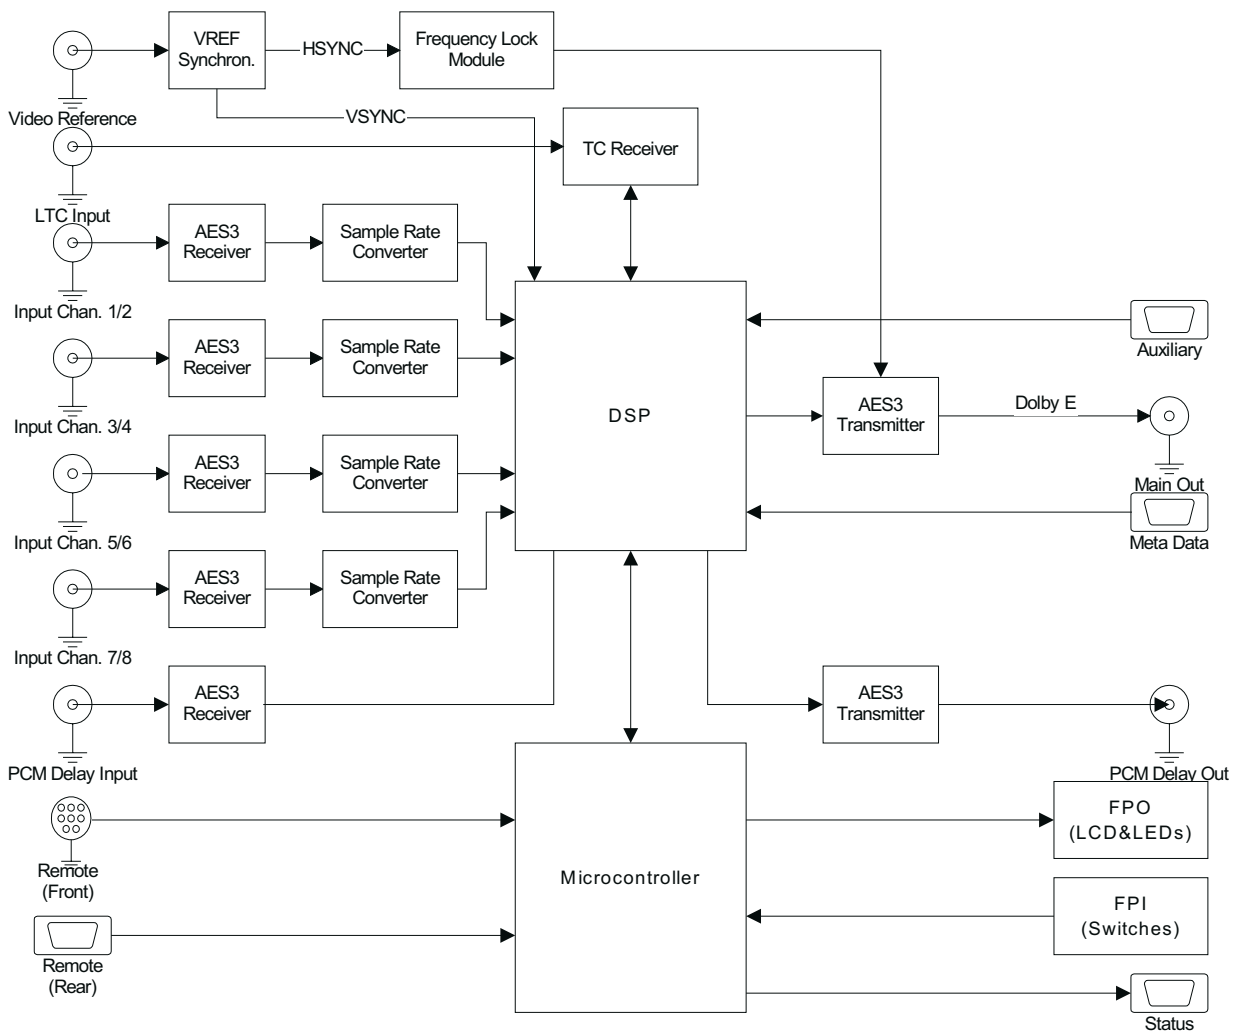 VREF
Synchron.
HSYNC
Frequency Lock
Module
Video Reference
VSYNC
TC Receiver
LTC Input
AES3
Receiver
Sample Rate
Converter
Input Chan. 1/2
AES3
Receiver
Sample Rate
Converter
Input Chan. 3/4
AES3
Receiver
Sample Rate
Converter
Input Chan. 5/6
AES3
Receiver
Sample Rate
Converter
Input Chan. 7/8
AES3
Receiver
PCM Delay Input
DSP
Auxiliary
AES3
Transmitter
Dolby E
Main Out
Meta Data
AES3
Transmitter
PCM Delay Out
Remote
(Front)
Remote
(Rear)
Microcontroller
FPO
(LCD&LEDs)
FPI
(Switches)
Status